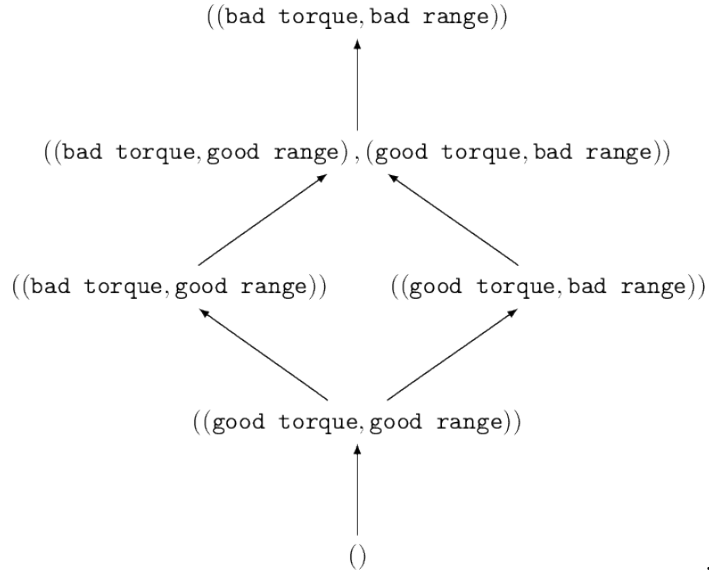 ((bad torque, bad range))
((bad torque, good range), (good torque, bad range))
((bad torque, good range)) ((good torque, bad range))
((good torque, good range))
()
.